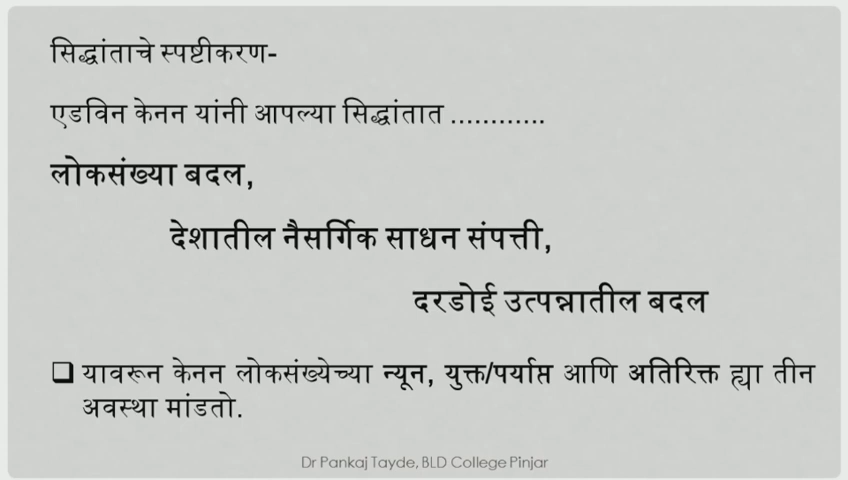 सिद्धांताचे स्पष्टीकरण-
एडविन केनन यांनी आपल्या सिद्धांतात ............
लोकसंख्या बदल,
देशातील नैसर्गिक साधन संपत्ती,
दरडोई उत्पन्नातील बदल
❑ यावरून केनन लोकसंख्येच्या न्यून, युक्त/पर्याप्त आणि अतिरिक्त ह्या तीन
अवस्था मांडतो.
Dr Pankaj Tayde, BLD College Pinjar